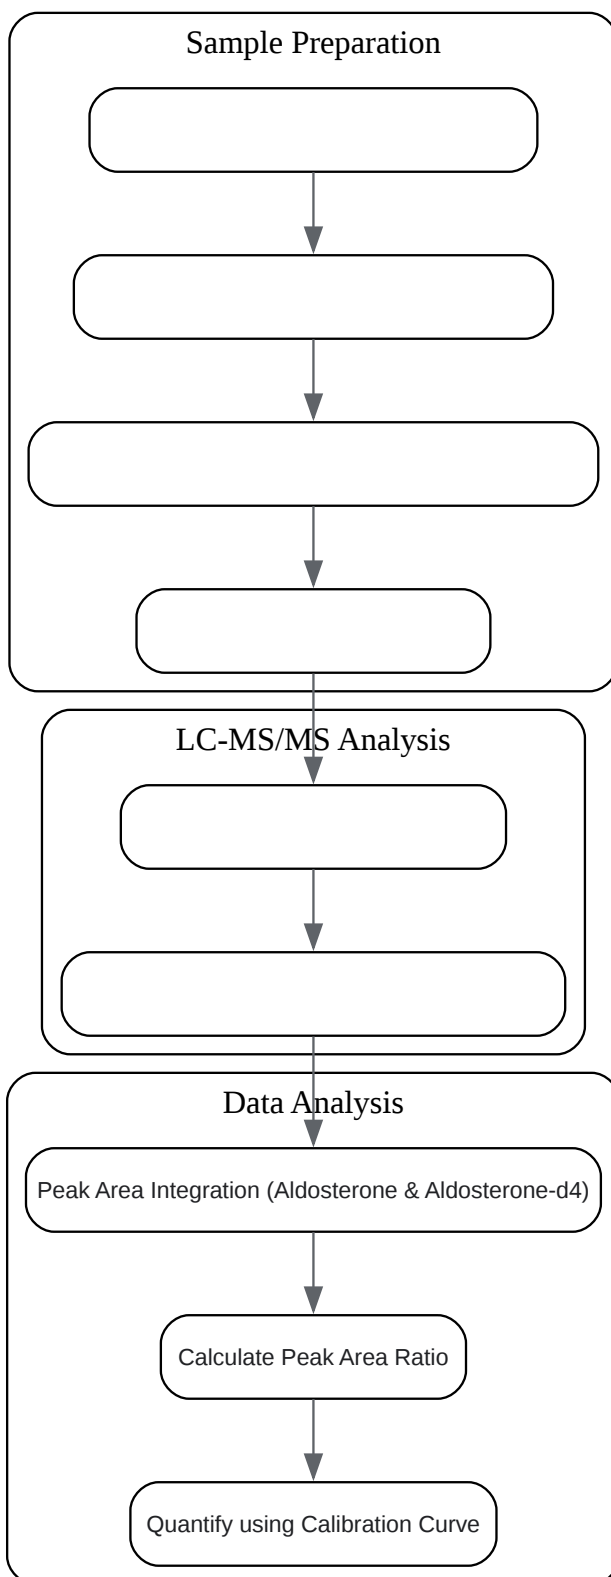 Sample Preparation
LC-MS/MS Analysis
Data Analysis
Peak Area Integration (Aldosterone & Aldosterone-d4)
Calculate Peak Area Ratio
Quantify using Calibration Curve